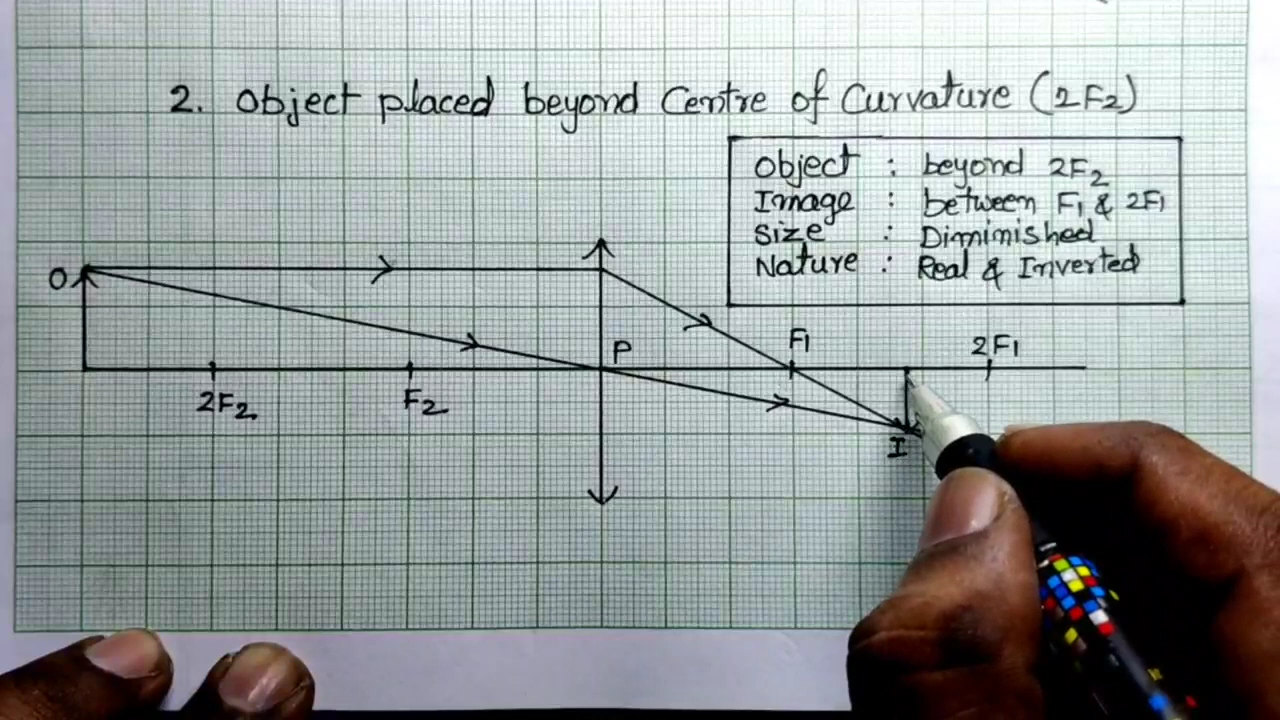 2. Object placed beyond Centre of Curvature (2F2)
Object : beyond 2F2
Image : between F1 & 2F1
Size : Diminished
Nature : Real & Inverted
O
P
F1
2F1
2F2
F2
I